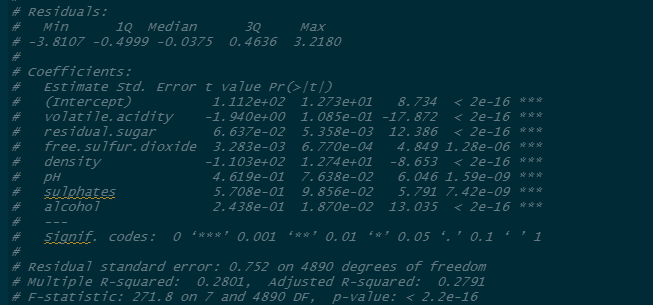 # Residuals:
# Min 1Q Median 3Q Max
# -3.8107 -0.4999 -0.0375 0.4636 3.2180
#
# Coefficients:
# Estimate Std. Error t value Pr(>|t|)
# (Intercept) 1.112e+02 1.273e+01 8.734 < 2e-16 ***
# volatile.acidity -1.940e+00 1.085e-01 -17.872 < 2e-16 ***
# residual.sugar 6.637e-02 5.358e-03 12.386 < 2e-16 ***
# free.sulfur.dioxide 3.283e-03 6.770e-04 4.849 1.28e-06 ***
# density -1.103e+02 1.274e+01 -8.653 < 2e-16 ***
# pH 4.619e-01 7.638e-02 6.046 1.59e-09 ***
# sulphates 5.708e-01 9.856e-02 5.791 7.42e-09 ***
# alcohol 2.438e-01 1.870e-02 13.035 < 2e-16 ***
# ---
# Signif. codes: 0 ‘***’ 0.001 ‘**’ 0.01 ‘*’ 0.05 ‘.’ 0.1 ‘ ’ 1
#
# Residual standard error: 0.752 on 4890 degrees of freedom
# Multiple R-squared: 0.2801, Adjusted R-squared: 0.2791
# F-statistic: 271.8 on 7 and 4890 DF, p-value: < 2.2e-16